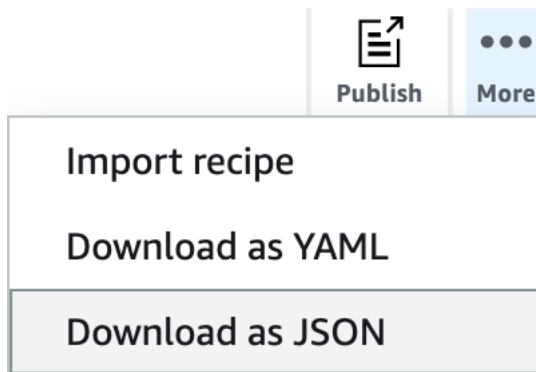 Publish
More
Import recipe
Download as YAML
Download as JSON